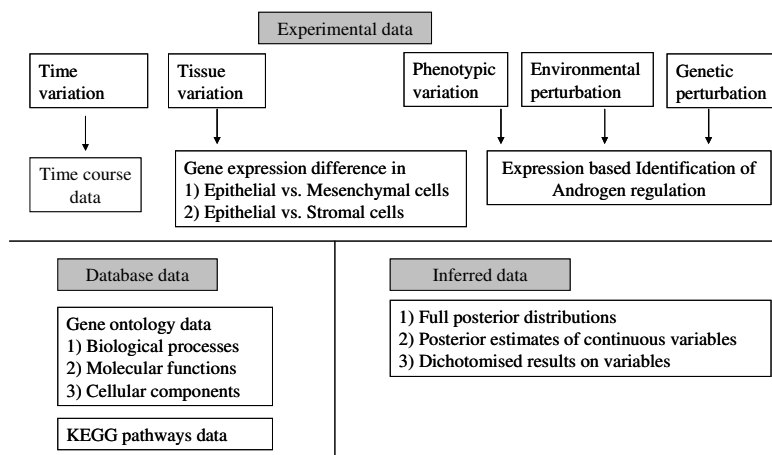 Experimental data
Time
variation
Tissue
variation
Phenotypic
variation
Environmental
perturbation
Genetic
perturbation
Time course
data
Gene expression difference in
1) Epithelial vs. Mesenchymal cells
2) Epithelial vs. Stromal cells
Expression based Identification of
Androgen regulation
Database data
Gene ontology data
1) Biological processes
2) Molecular functions
3) Cellular components
KEGG pathways data
Inferred data
1) Full posterior distributions
2) Posterior estimates of continuous variables
3) Dichotomised results on variables